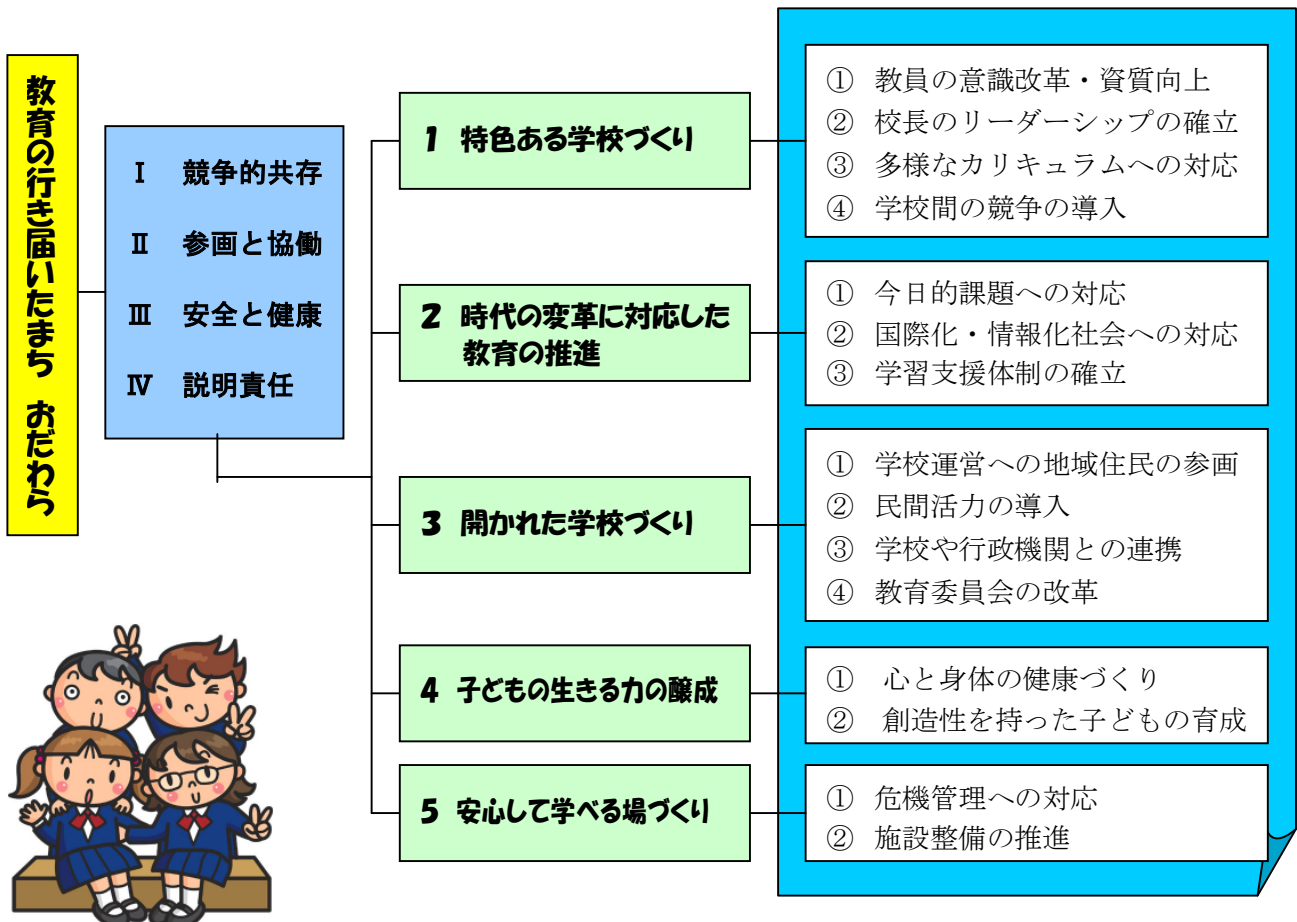 教育の行き届いたまち おだわら
Ⅰ 競争的共存
Ⅱ 参画と協働
Ⅲ 安全と健康
Ⅳ 説明責任
1 特色ある学校づくり
① 教員の意識改革・資質向上
② 校長のリーダーシップの確立
③ 多様なカリキュラムへの対応
④ 学校間の競争の導入
2 時代の変革に対応した
教育の推進
① 今日的課題への対応
② 国際化・情報化社会への対応
③ 学習支援体制の確立
3 開かれた学校づくり
① 学校運営への地域住民の参画
② 民間活力の導入
③ 学校や行政機関との連携
④ 教育委員会の改革
4 子どもの生きる力の醸成
① 心と身体の健康づくり
② 創造性を持った子どもの育成
5 安心して学べる場づくり
① 危機管理への対応
② 施設整備の推進